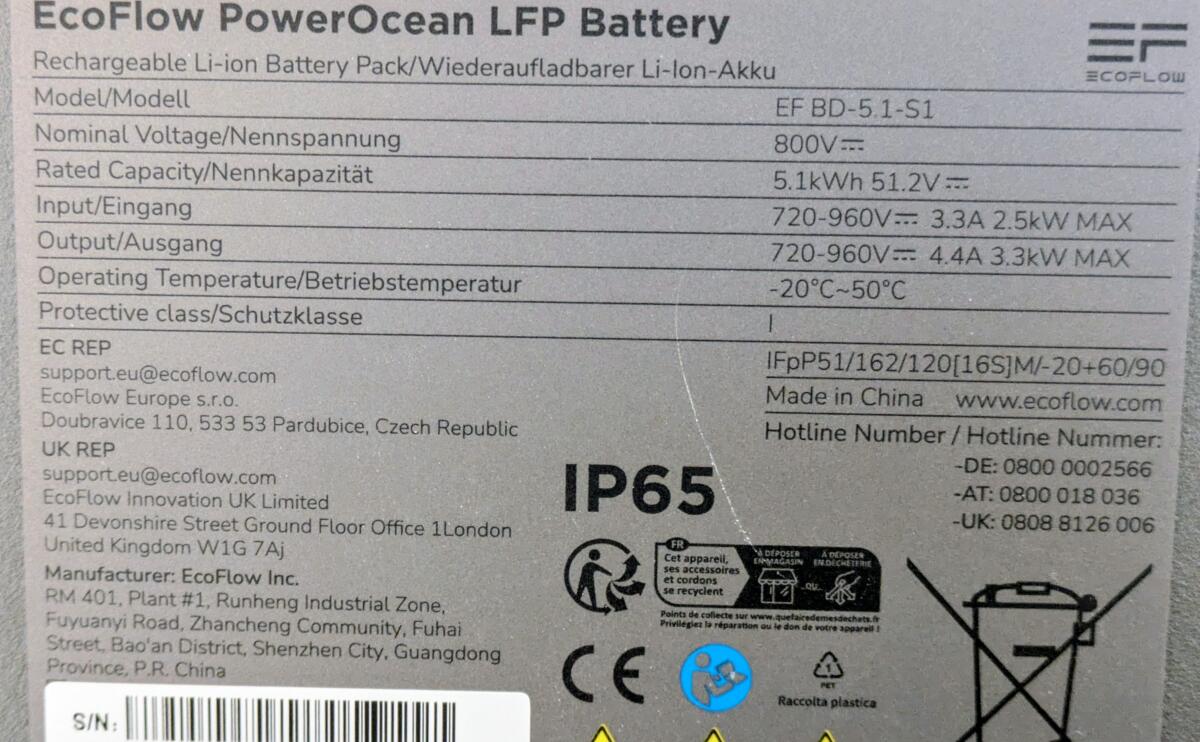 EcoFlow PowerOcean LFP Battery
EF
ECOFLOW
Rechargeable Li-ion Battery Pack/Wiederaufladbarer Li-Ion-Akku
Model/Modell EF BD-5.1-S1
Nominal Voltage/Nennspannung 800V⎓
Rated Capacity/Nennkapazität 5.1kWh 51.2V⎓
Input/Eingang 720-960V⎓ 3.3A 2.5kW MAX
Output/Ausgang 720-960V⎓ 4.4A 3.3kW MAX
Operating Temperature/Betriebstemperatur -20°C~50°C
Protective class/Schutzklasse I
EC REP
support.eu@ecoflow.com
EcoFlow Europe s.r.o.
Doubravice 110, 533 53 Pardubice, Czech Republic
UK REP
support.eu@ecoflow.com
EcoFlow Innovation UK Limited
41 Devonshire Street Ground Floor Office 1London
United Kingdom W1G 7Aj
Manufacturer: EcoFlow Inc.
RM 401, Plant #1, Runheng Industrial Zone,
Fuyuanyi Road, Zhancheng Community, Fuhai
Street, Bao'an District, Shenzhen City, Guangdong
Province, P.R. China
S/N:
IFpP51/162/120[16S]M/-20+60/90
Made in China www.ecoflow.com
Hotline Number / Hotline Nummer:
-DE: 0800 0002566
-AT: 0800 018 036
-UK: 0808 8126 006
IP65
FR
Cet appareil,
ses accessoires
et cordons
se recyclent
À DÉPOSER
EN MAGASIN
OU
À DÉPOSER
EN DÉCHÈTERIE
Points de collecte sur www.quefairedemesdechets.fr
Privilégiez la réparation ou le don de votre appareil !
CE
1
PET
Raccolta plastica